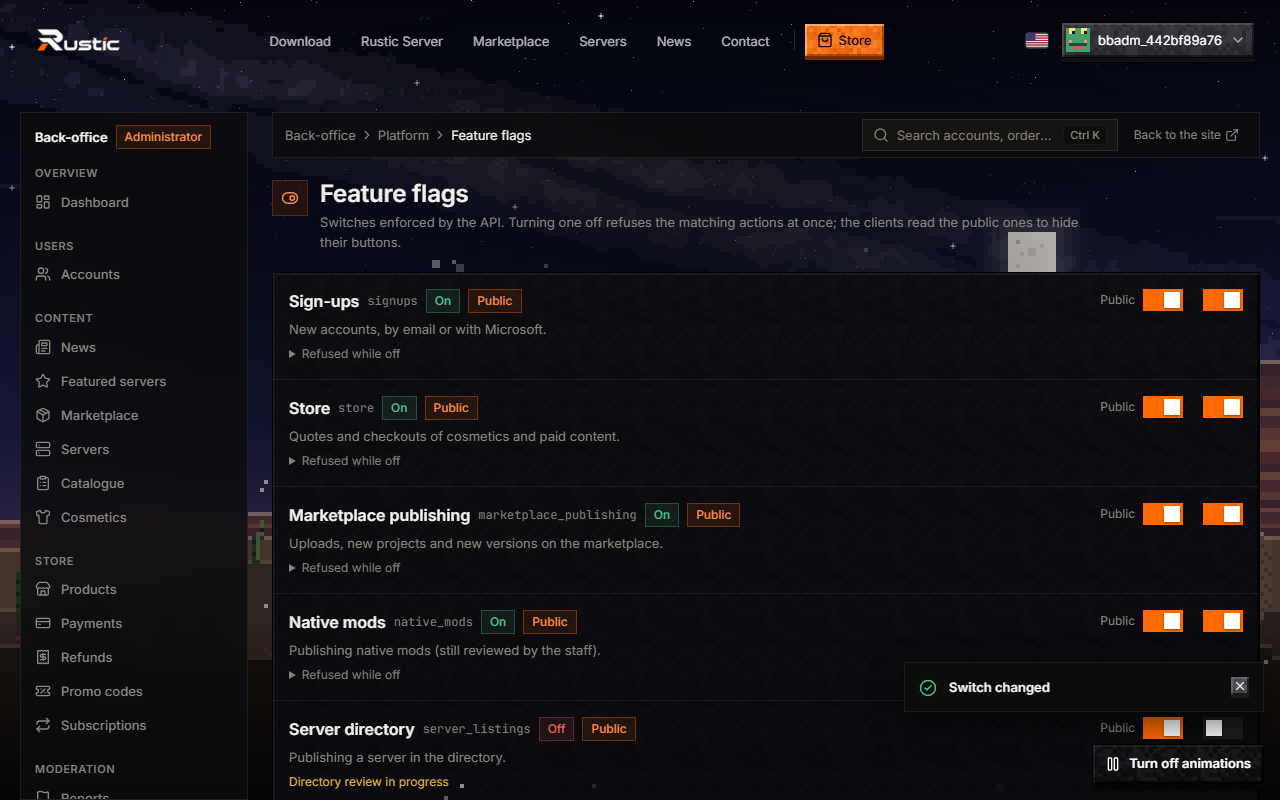 Rustic
Download
Rustic Server
Marketplace
Servers
News
Contact
Store
bbadm_442bf89a76
Back-office
Administrator
OVERVIEW
Dashboard
USERS
Accounts
CONTENT
News
Featured servers
Marketplace
Servers
Catalogue
Cosmetics
STORE
Products
Payments
Refunds
Promo codes
Subscriptions
MODERATION
Reports
Back-office > Platform > Feature flags
Search accounts, order... Ctrl K
Back to the site
Feature flags
Switches enforced by the API. Turning one off refuses the matching actions at once; the clients read the public ones to hide
their buttons.
Sign-ups signups On Public
Public
New accounts, by email or with Microsoft.
Refused while off
Store store On Public
Public
Quotes and checkouts of cosmetics and paid content.
Refused while off
Marketplace publishing marketplace_publishing On Public
Public
Uploads, new projects and new versions on the marketplace.
Refused while off
Native mods native_mods On Public
Public
Publishing native mods (still reviewed by the staff).
Refused while off
Switch changed
Server directory server_listings Off Public
Public
Publishing a server in the directory.
Directory review in progress
Turn off animations